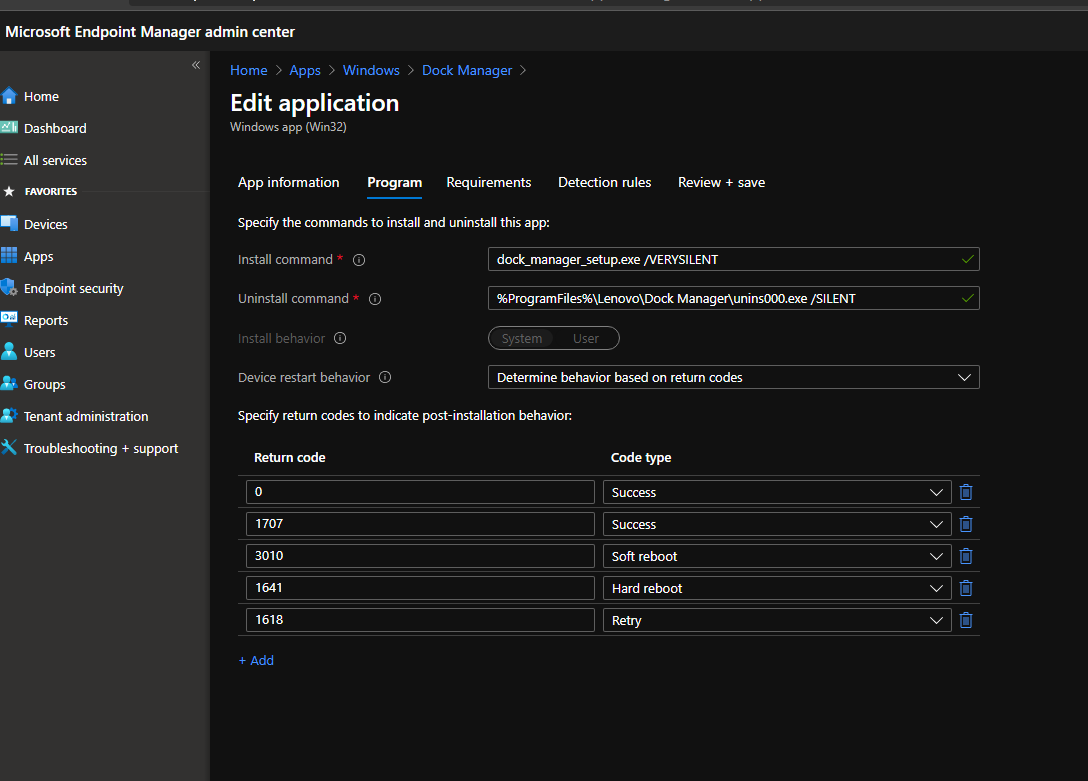 Microsoft Endpoint Manager admin center
«
Home
Dashboard
All services
FAVORITES
Devices
Apps
Endpoint security
Reports
Users
Groups
Tenant administration
Troubleshooting + support
Home > Apps > Windows > Dock Manager >
Edit application
Windows app (Win32)
App information Program Requirements Detection rules Review + save
Specify the commands to install and uninstall this app:
Install command * dock_manager_setup.exe /VERYSILENT
Uninstall command * %ProgramFiles%\Lenovo\Dock Manager\unins000.exe /SILENT
Install behavior System User
Device restart behavior Determine behavior based on return codes
Specify return codes to indicate post-installation behavior:
Return code Code type
0 Success
1707 Success
3010 Soft reboot
1641 Hard reboot
1618 Retry
+ Add